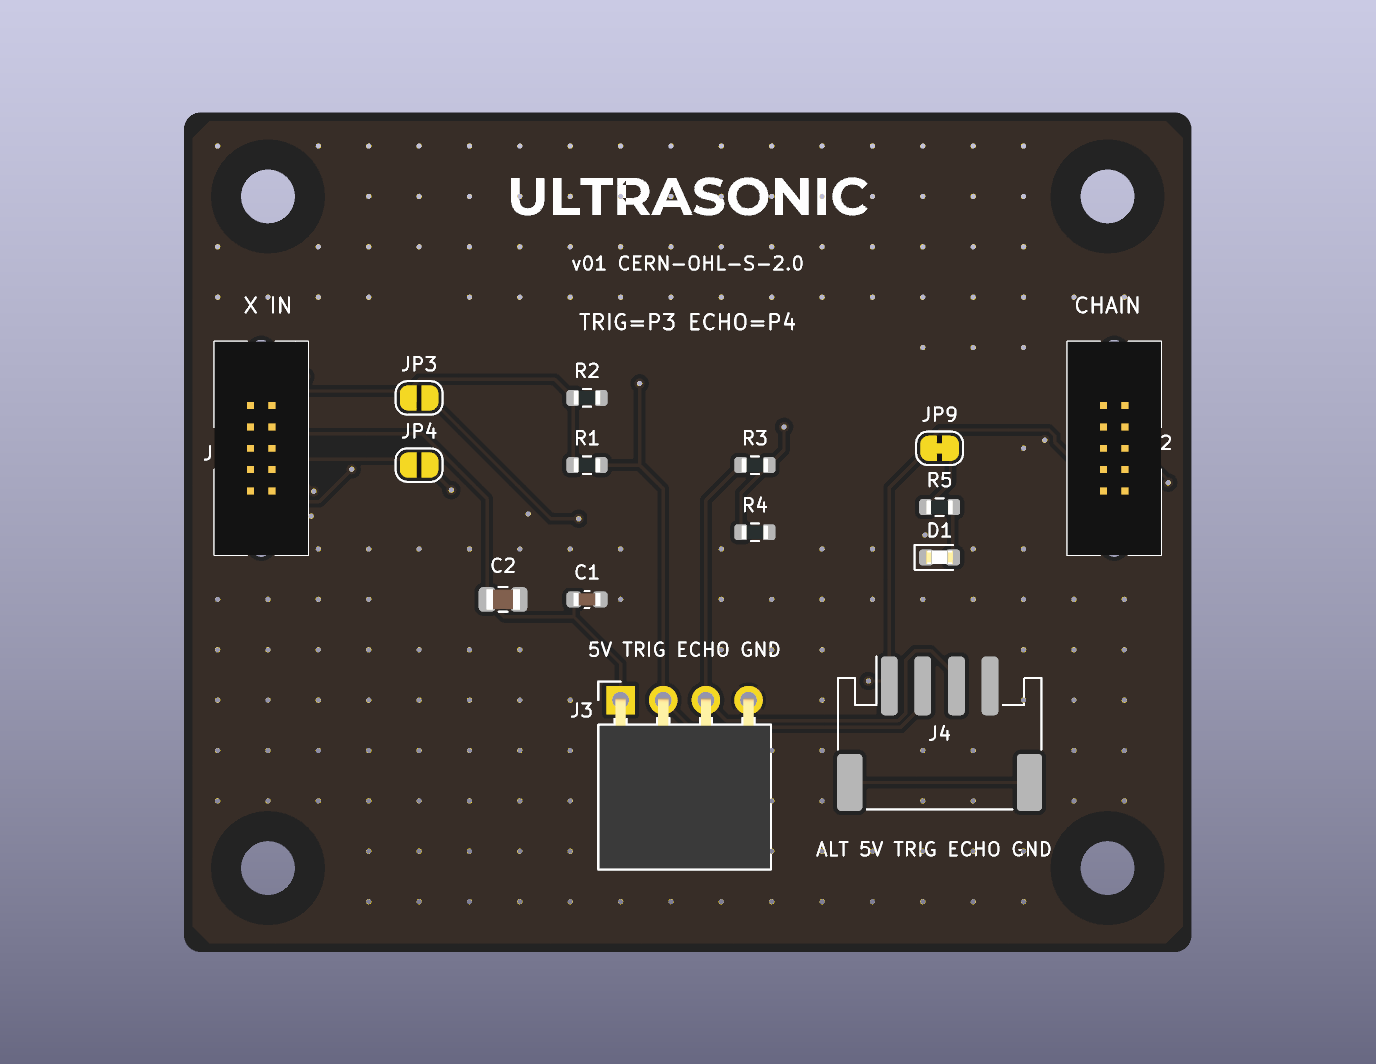 ULTRASONIC
v01 CERN-OHL-S-2.0
X IN
CHAIN
TRIG=P3 ECHO=P4
JP3
R2
JP9
JP4
R1
R3
J
2
R5
R4
D1
C2
C1
5V TRIG ECHO GND
J3
J4
ALT 5V TRIG ECHO GND